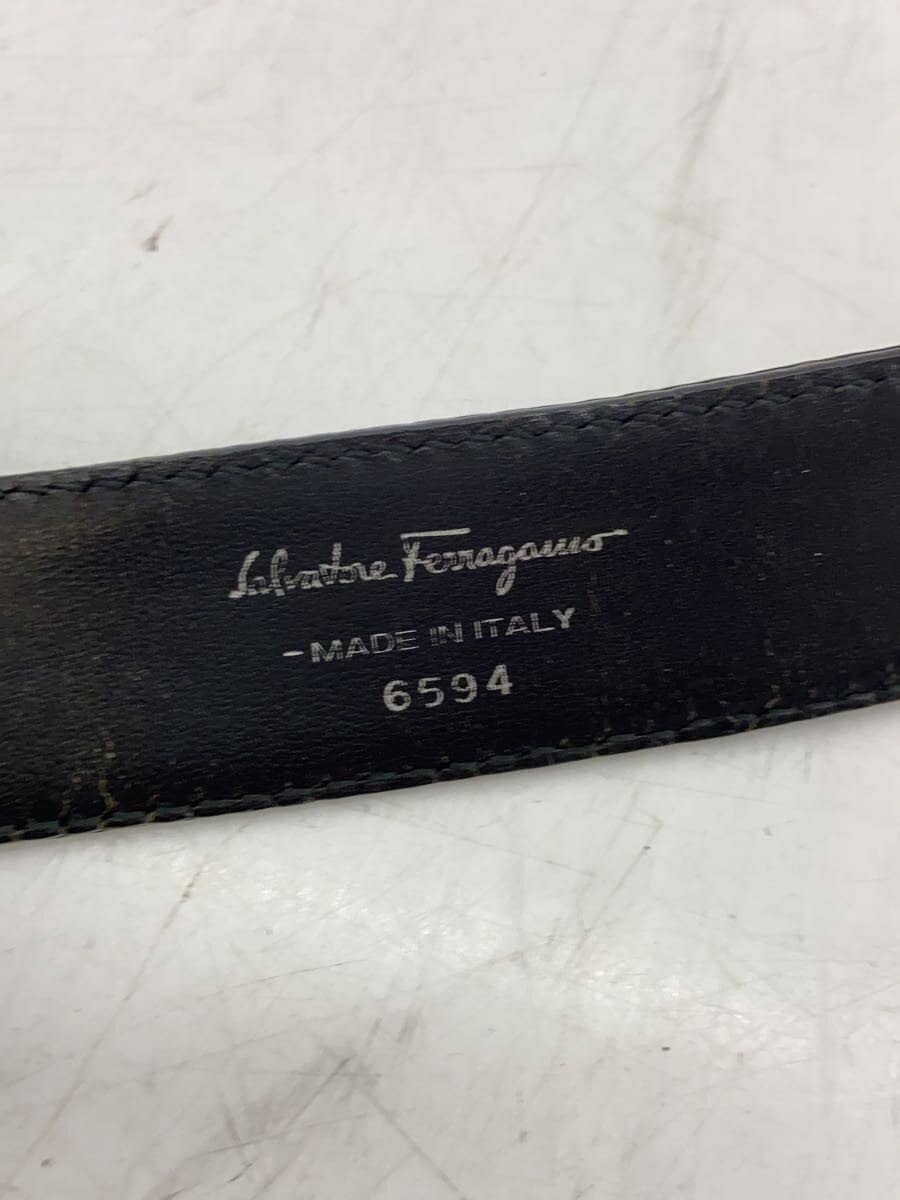 Salvatore Ferragamo
-MADE IN ITALY
6594